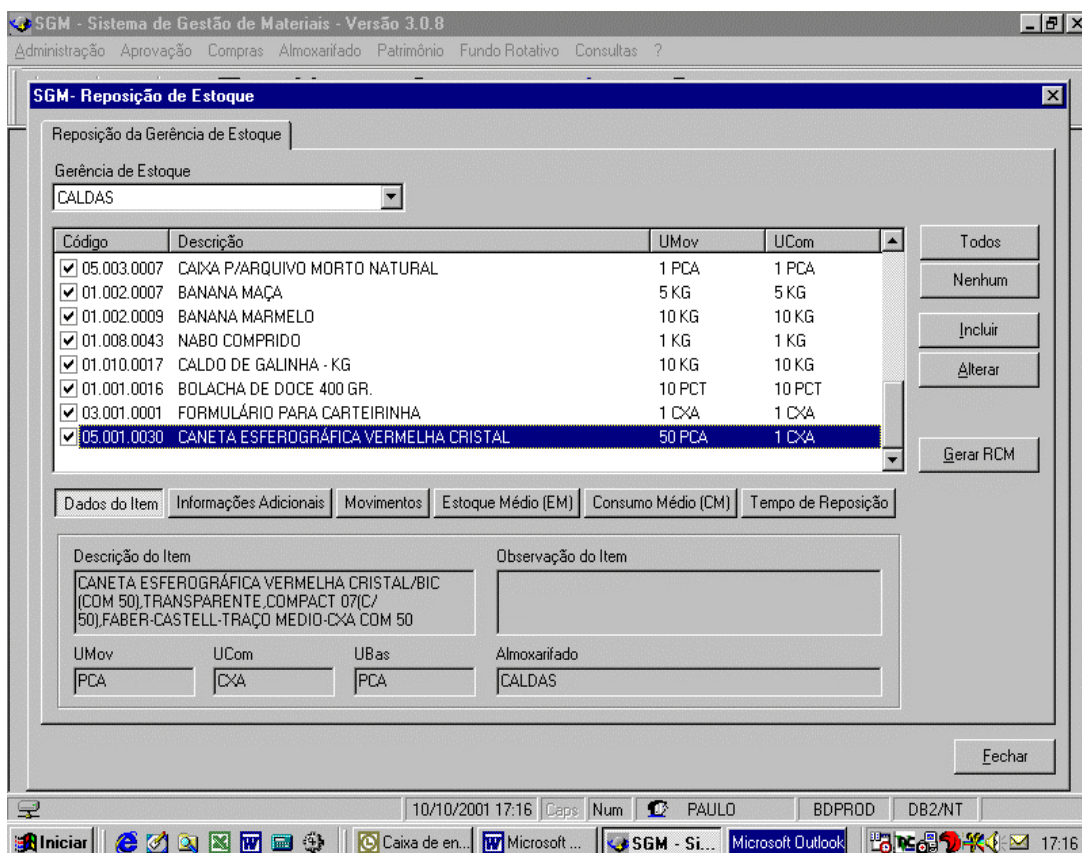 SGM - Sistema de Gestão de Materiais - Versão 3.0.8
Administração Aprovação Compras Almoxarifado Patrimônio Fundo Rotativo Consultas ?
SGM- Reposição de Estoque
Reposição da Gerência de Estoque
Gerência de Estoque
CALDAS
Código Descrição UMov UCom
05.003.0007 CAIXA P/ARQUIVO MORTO NATURAL 1 PCA 1 PCA
01.002.0007 BANANA MAÇA 5 KG 5 KG
01.002.0009 BANANA MARMELO 10 KG 10 KG
01.008.0043 NABO COMPRIDO 1 KG 1 KG
01.010.0017 CALDO DE GALINHA - KG 10 KG 10 KG
01.001.0016 BOLACHA DE DOCE 400 GR. 10 PCT 10 PCT
03.001.0001 FORMULÁRIO PARA CARTEIRINHA 1 CXA 1 CXA
05.001.0030 CANETA ESFEROGRÁFICA VERMELHA CRISTAL 50 PCA 1 CXA
Todos
Nenhum
Incluir
Alterar
Gerar RCM
Dados do Item Informações Adicionais Movimentos Estoque Médio (EM) Consumo Médio (CM) Tempo de Reposição
Descrição do Item Observação do Item
CANETA ESFEROGRÁFICA VERMELHA CRISTAL/BIC
(COM 50),TRANSPARENTE,COMPACT 07(C/
50),FABER-CASTELL-TRAÇO MEDIO-CXA COM 50
UMov UCom UBas Almoxarifado
PCA CXA PCA CALDAS
Fechar
10/10/2001 17:16 Caps Num PAULO BDPROD DB2/NT
Iniciar Caixa de en... Microsoft ... SGM - Si... Microsoft Outlook 17:16